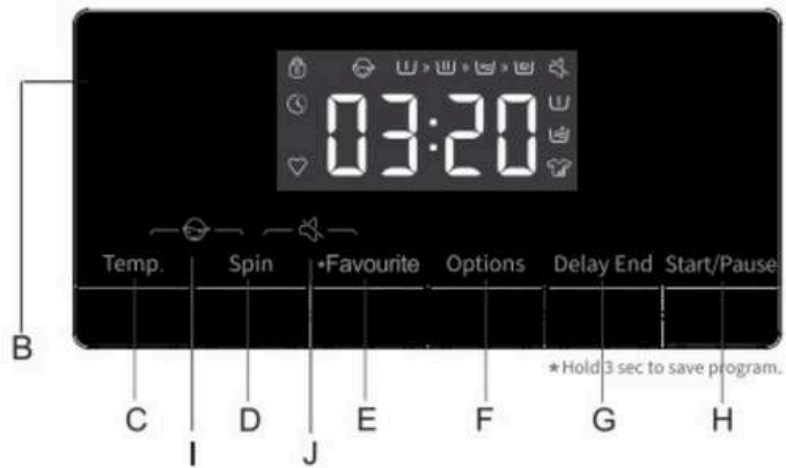 03:20
Temp. Spin *Favourite Options Delay End Start/Pause
B
*Hold 3 sec to save program.
C D E F G H
I J